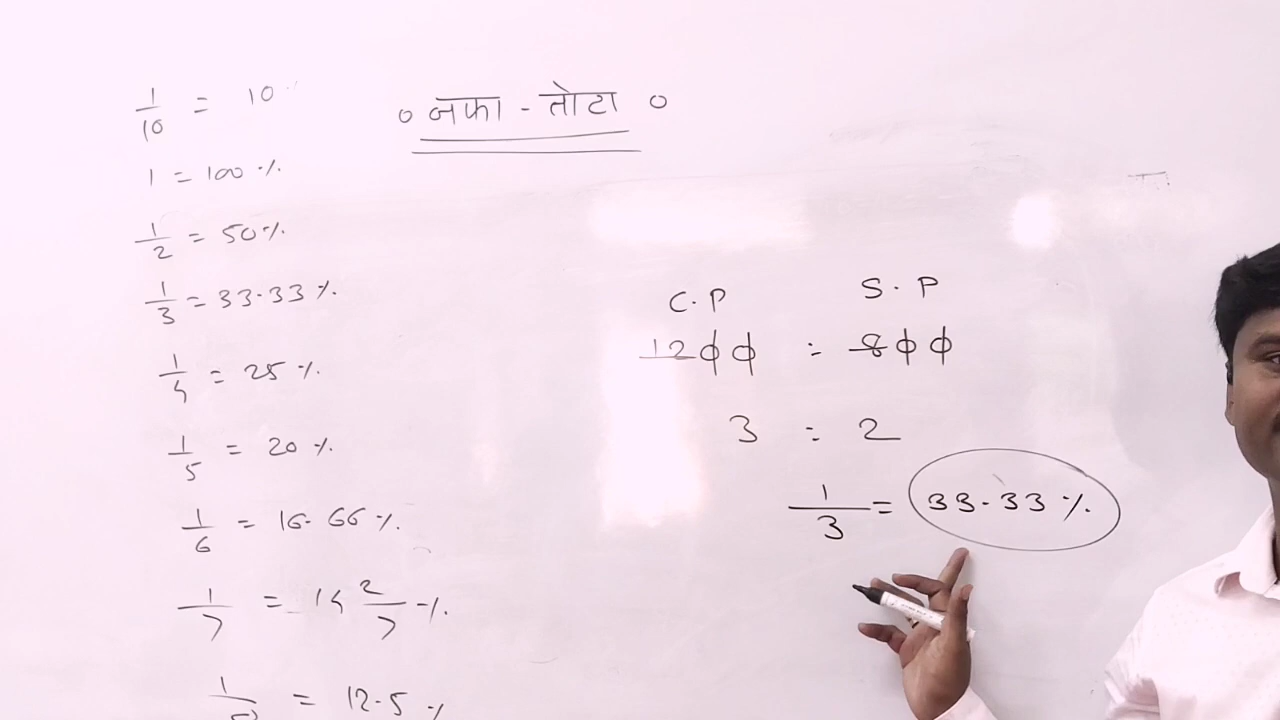 1/10 = 10
० नफा - तोटा ०
1 = 100 %
1/2 = 50 %
1/3 = 33.33 %
1/4 = 25 %
1/5 = 20 %
1/6 = 16.66 %
1/7 = 14 2/7 %
1/8 = 12.5 %
C.P S.P
1200 : 800
3 : 2
1/3 = 33.33 %